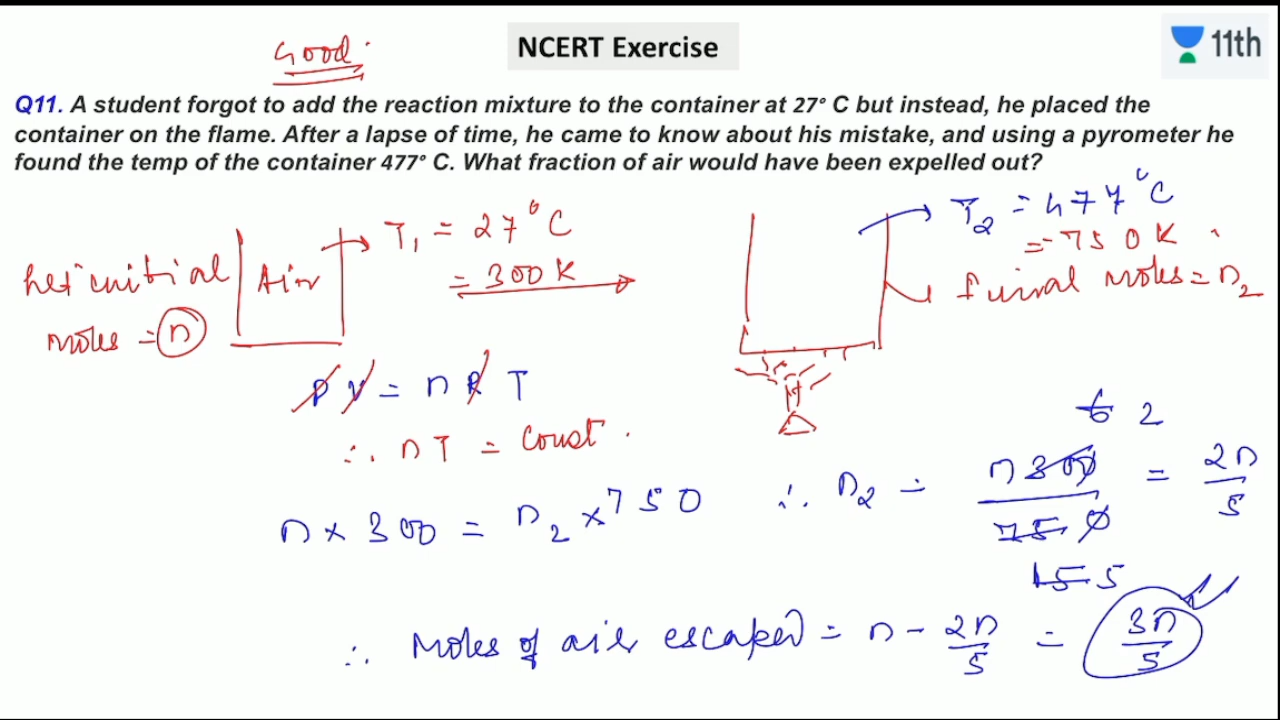 Good.
NCERT Exercise
11th
Q11. A student forgot to add the reaction mixture to the container at 27° C but instead, he placed the
container on the flame. After a lapse of time, he came to know about his mistake, and using a pyrometer he
found the temp of the container 477° C. What fraction of air would have been expelled out?
Let initial
moles = n
Air
T₁ = 27°C
= 300 K
T₂ = 477°C
= 750 K
final moles = n₂
PV = nRT
∴ nT = const.
n × 300 = n₂ × 750
∴ n₂ = n300/750 = 2n/5
6 2
15 5
∴ Moles of air escaped = n - 2n/5 = 3n/5